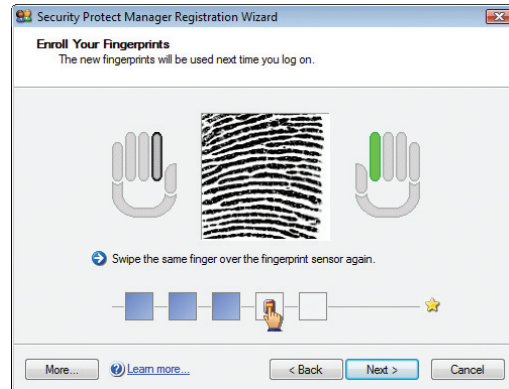 Security Protect Manager Registration Wizard
Enroll Your Fingerprints
The new fingerprints will be used next time you log on.
Swipe the same finger over the fingerprint sensor again.
More... Learn more... < Back Next > Cancel